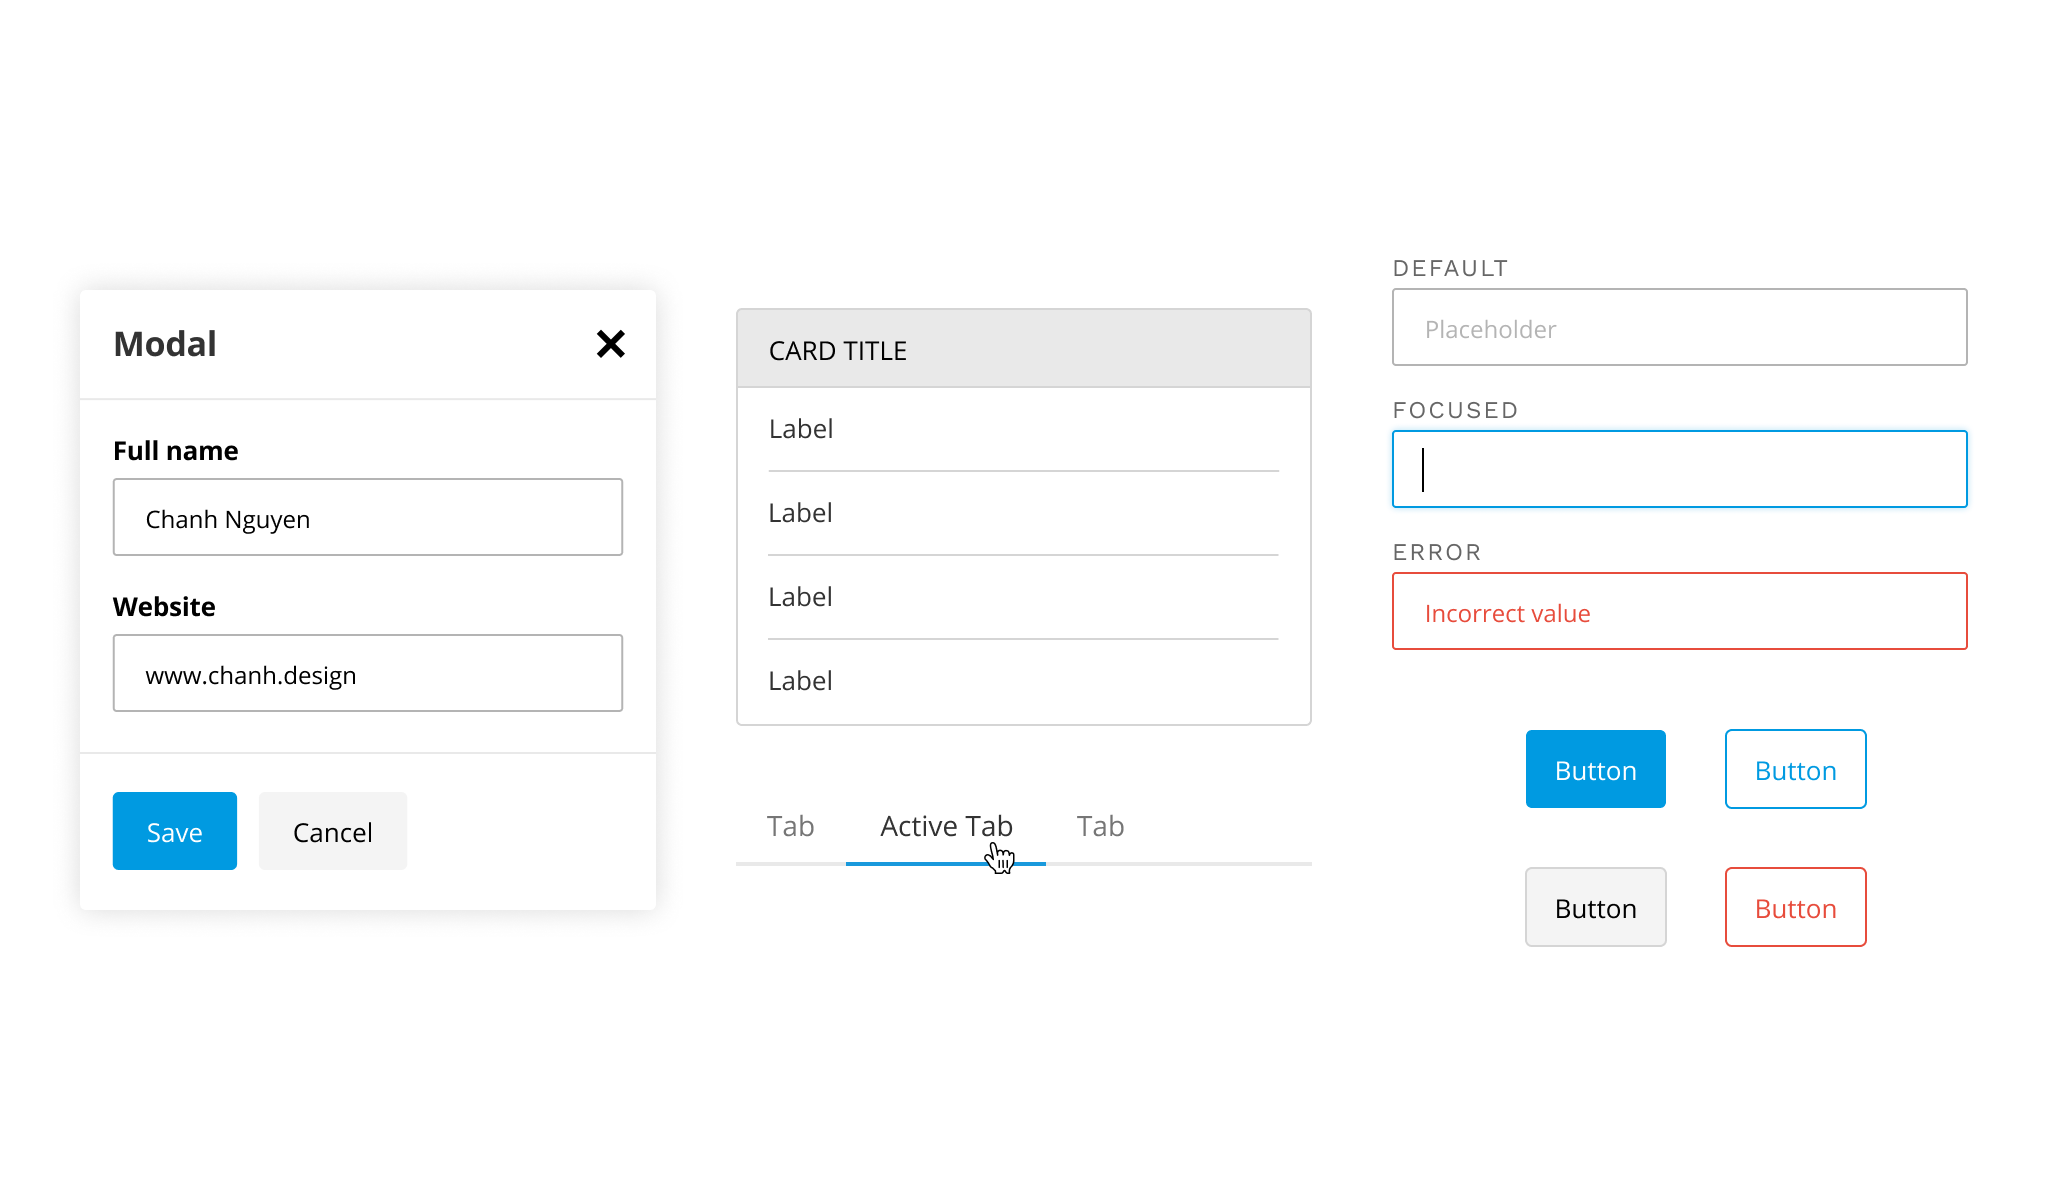 Modal
Full name
Chanh Nguyen
Website
www.chanh.design
Save
Cancel
CARD TITLE
Label
Label
Label
Label
Tab
Active Tab
Tab
DEFAULT
Placeholder
FOCUSED
ERROR
Incorrect value
Button
Button
Button
Button